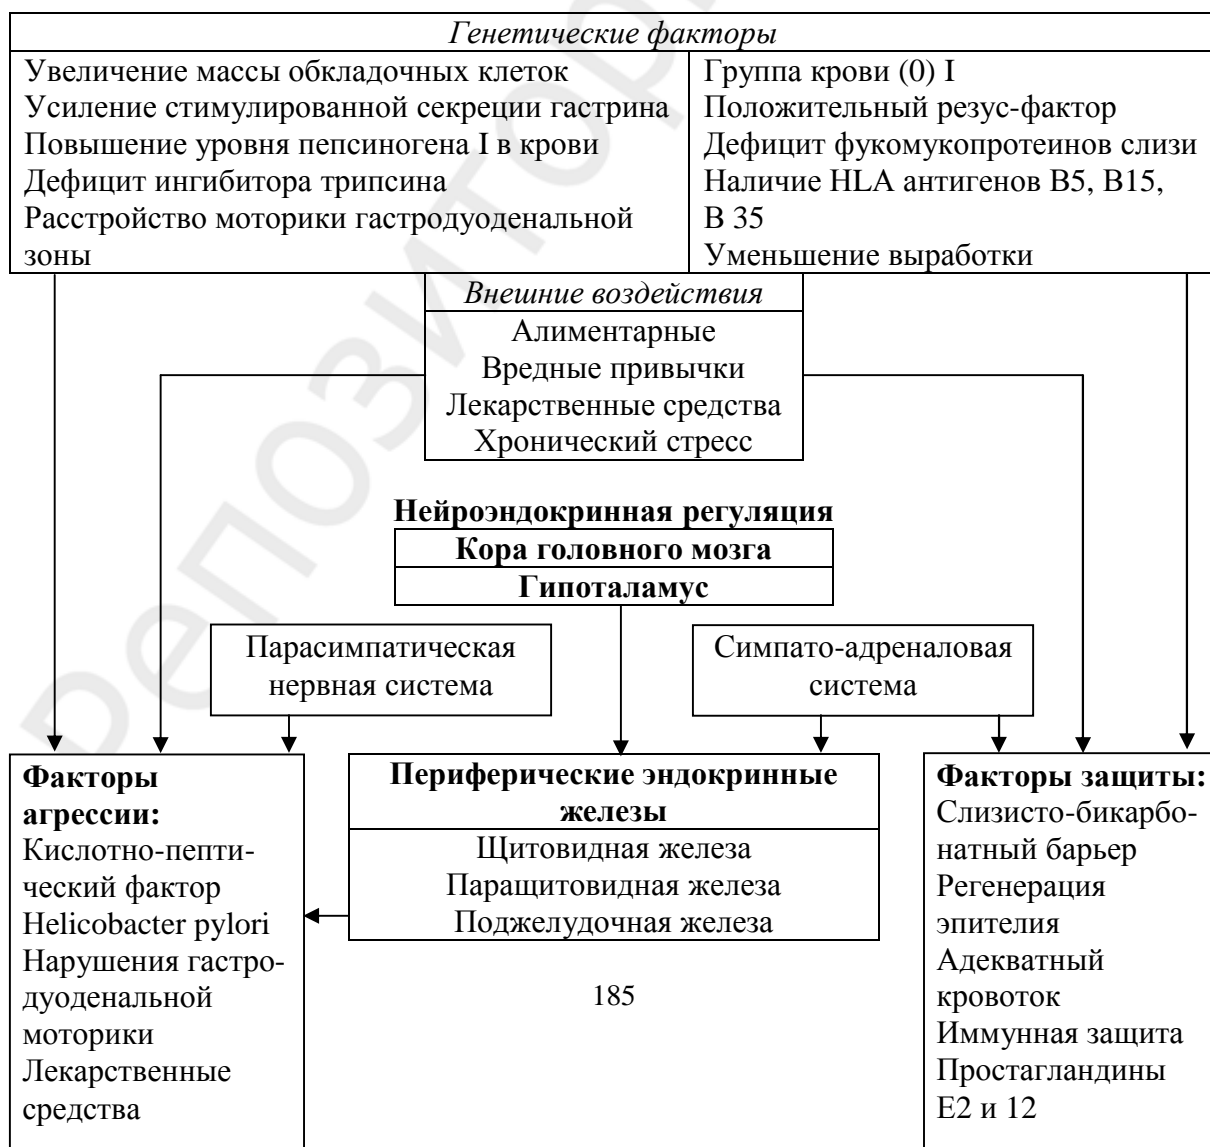 Генетические факторы
Увеличение массы обкладочных клеток
Усиление стимулированной секреции гастрина
Повышение уровня пепсиногена I в крови
Дефицит ингибитора трипсина
Расстройство моторики гастродуоденальной
зоны
Группа крови (0) I
Положительный резус-фактор
Дефицит фукомукопротеинов слизи
Наличие HLA антигенов B5, B15,
B 35
Уменьшение выработки
Внешние воздействия
Алиментарные
Вредные привычки
Лекарственные средства
Хронический стресс
Нейроэндокринная регуляция
Кора головного мозга
Гипоталамус
Парасимпатическая
нервная система
Симпато-адреналовая
система
Факторы
агрессии:
Кислотно-пепти-
ческий фактор
Helicobacter pylori
Нарушения гастро-
дуоденальной
моторики
Лекарственные
средства
Периферические эндокринные
железы
Щитовидная железа
Паращитовидная железа
Поджелудочная железа
Факторы защиты:
Слизисто-бикарбо-
натный барьер
Регенерация
эпителия
Адекватный
кровоток
Иммунная защита
Простагландины
E2 и 12
185
Репозитор